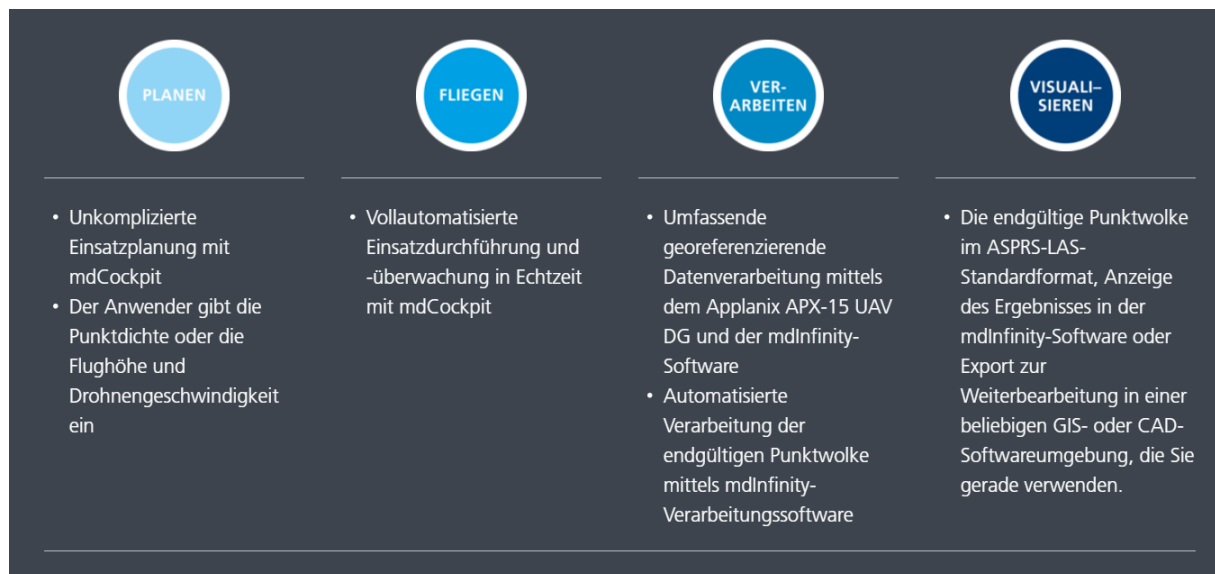 PLANEN
FLIEGEN
VER-
ARBEITEN
VISUALI–
SIEREN
• Unkomplizierte
Einsatzplanung mit
mdCockpit
• Der Anwender gibt die
Punktdichte oder die
Flughöhe und
Drohnengeschwindigkeit
ein
• Vollautomatisierte
Einsatzdurchführung und
-überwachung in Echtzeit
mit mdCockpit
• Umfassende
georeferenzierende
Datenverarbeitung mittels
dem Applanix APX-15 UAV
DG und der mdInfinity-
Software
• Automatisierte
Verarbeitung der
endgültigen Punktwolke
mittels mdInfinity-
Verarbeitungssoftware
• Die endgültige Punktwolke
im ASPRS-LAS-
Standardformat, Anzeige
des Ergebnisses in der
mdInfinity-Software oder
Export zur
Weiterbearbeitung in einer
beliebigen GIS- oder CAD-
Softwareumgebung, die Sie
gerade verwenden.